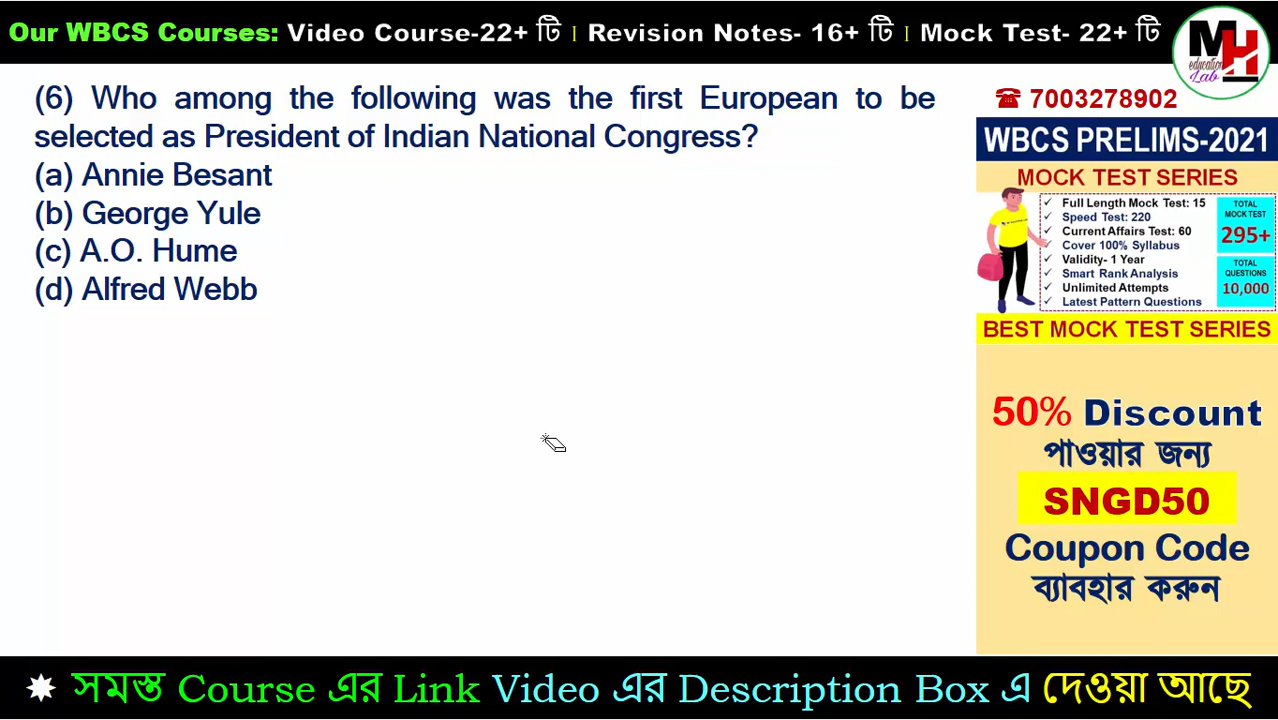 Our WBCS Courses: Video Course-22+ টি । Revision Notes- 16+ টি । Mock Test- 22+ টি
MH
education
Lab
(6) Who among the following was the first European to be
selected as President of Indian National Congress?
(a) Annie Besant
(b) George Yule
(c) A.O. Hume
(d) Alfred Webb
☎ 7003278902
WBCS PRELIMS-2021
MOCK TEST SERIES
✓ Full Length Mock Test: 15
✓ Speed Test: 220
✓ Current Affairs Test: 60
✓ Cover 100% Syllabus
✓ Validity- 1 Year
✓ Smart Rank Analysis
✓ Unlimited Attempts
✓ Latest Pattern Questions
TOTAL
MOCK TEST
295+
TOTAL
QUESTIONS
10,000
BEST MOCK TEST SERIES
50% Discount
পাওয়ার জন্য
SNGD50
Coupon Code
ব্যাবহার করুন
✸ সমস্ত Course এর Link Video এর Description Box এ দেওয়া আছে